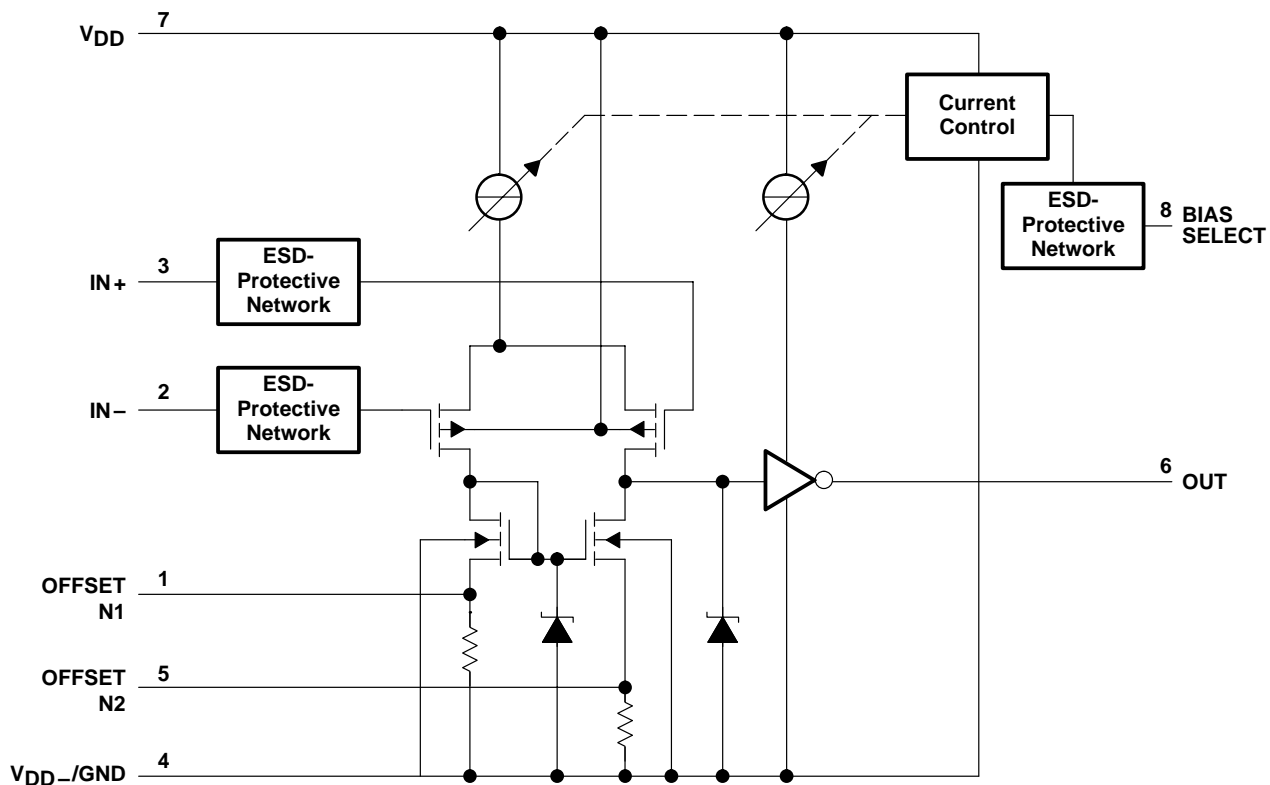 7
VDD
Current
Control
ESD-
Protective
Network
8
BIAS
SELECT
3
IN+
ESD-
Protective
Network
2
IN−
ESD-
Protective
Network
6
OUT
1
OFFSET
N1
5
OFFSET
N2
4
VDD−/GND